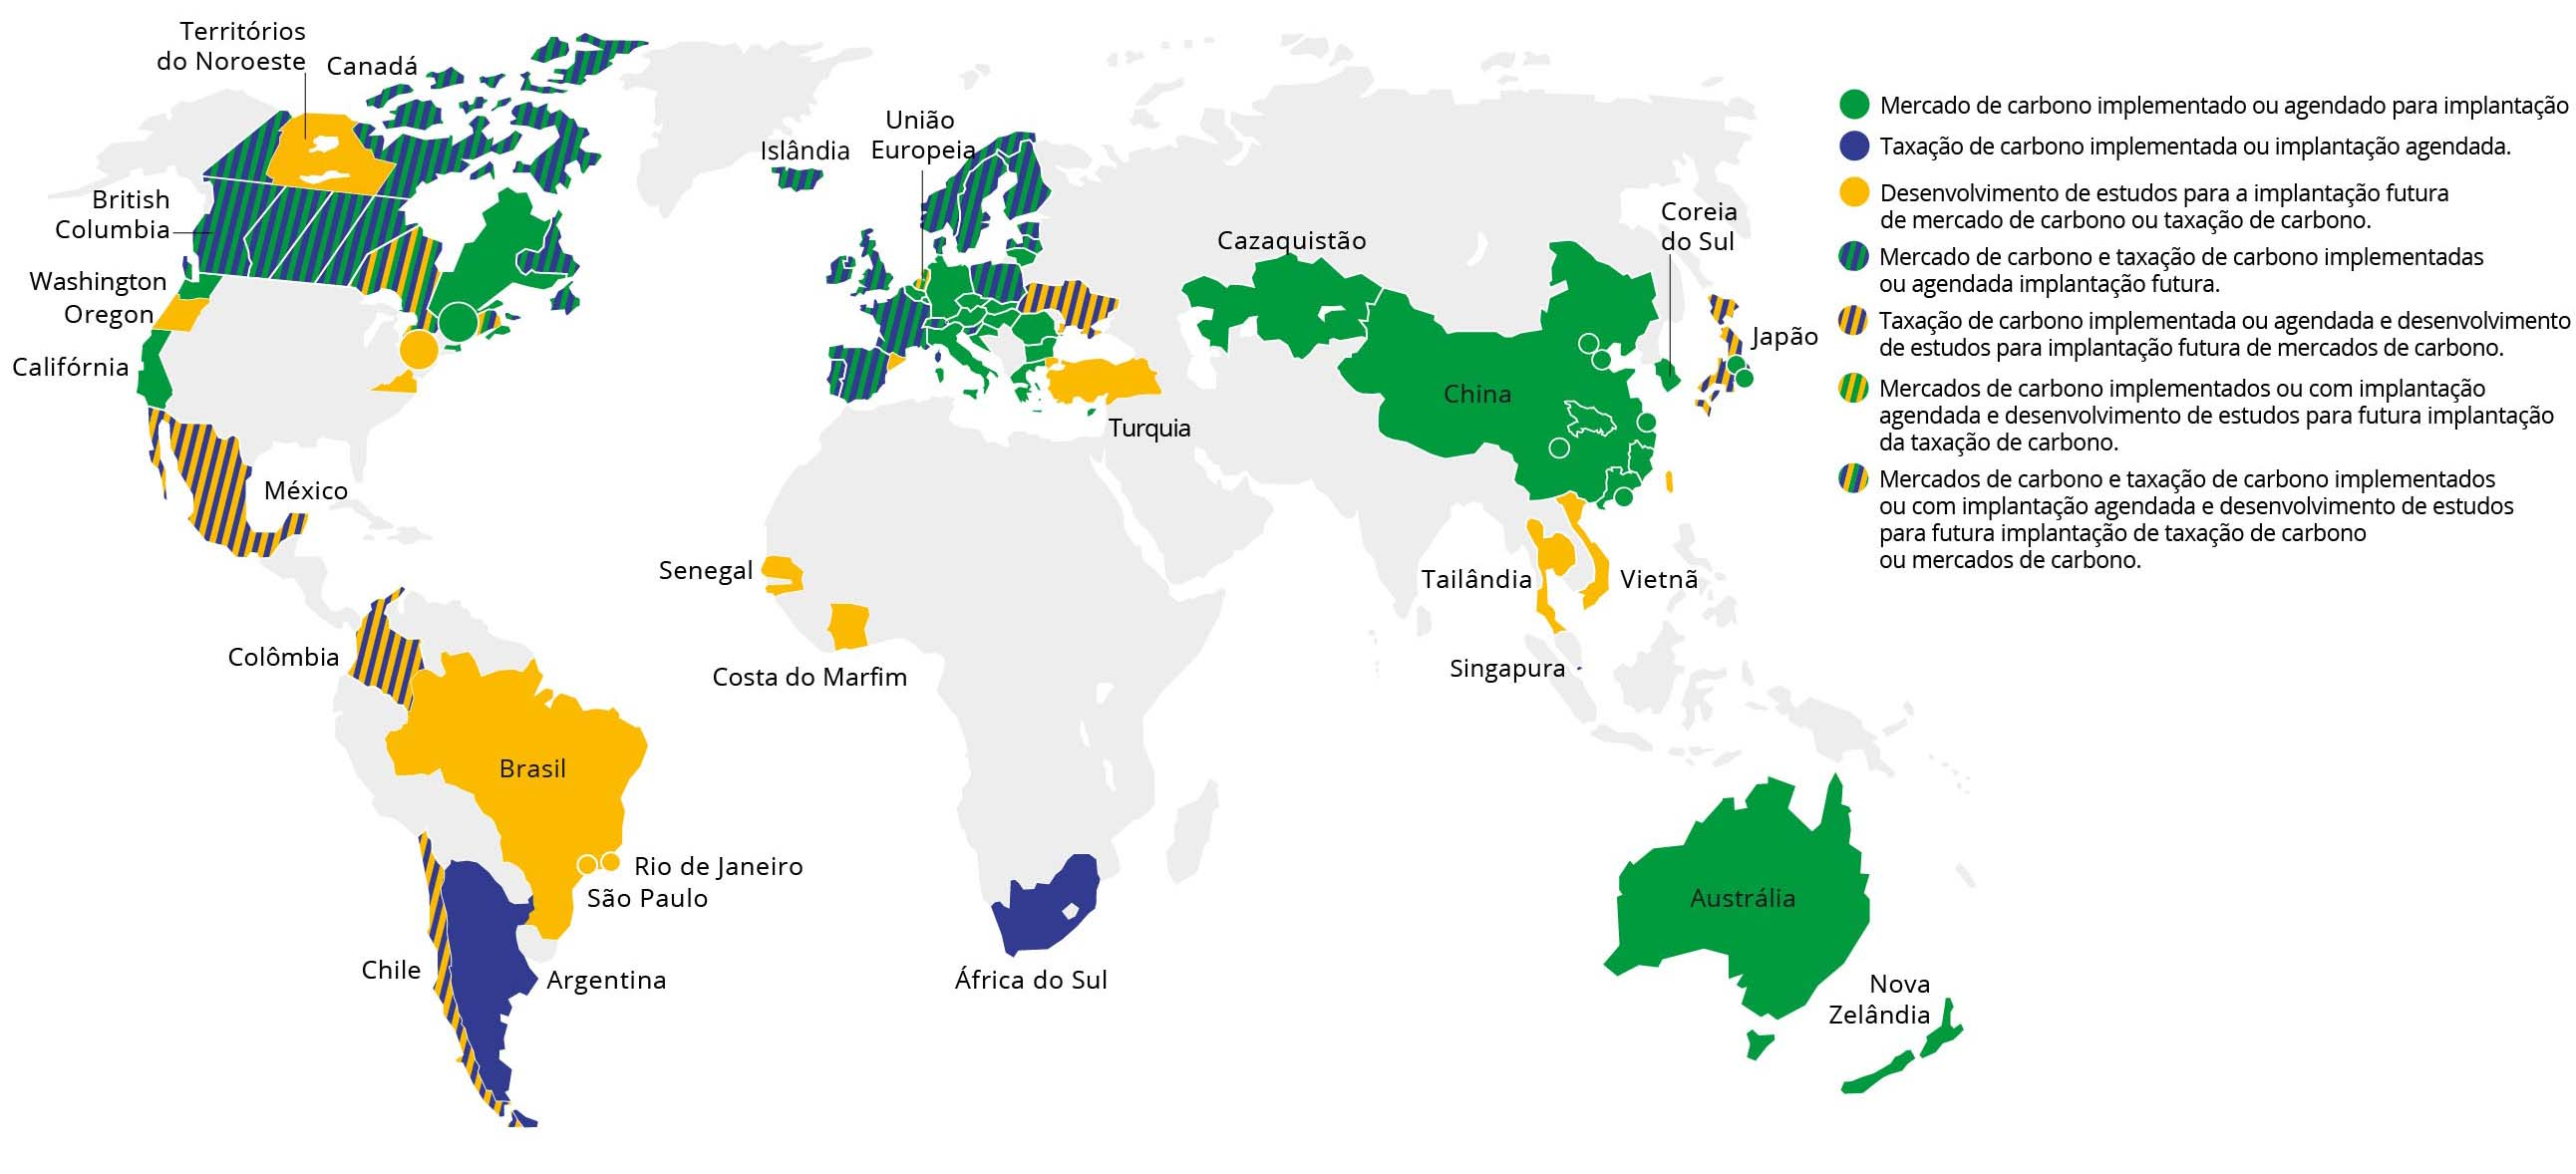 Territórios
do Noroeste
Canadá
British
Columbia
Washington
Oregon
Califórnia
México
Colômbia
Brasil
Rio de Janeiro
São Paulo
Chile
Argentina
Islândia
União
Europeia
Turquia
Senegal
Costa do Marfim
África do Sul
Cazaquistão
Coreia
do Sul
Japão
China
Tailândia
Vietnã
Singapura
Austrália
Nova
Zelândia
Mercado de carbono implementado ou agendado para implantação
Taxação de carbono implementada ou implantação agendada.
Desenvolvimento de estudos para a implantação futura
de mercado de carbono ou taxação de carbono.
Mercado de carbono e taxação de carbono implementadas
ou agendada implantação futura.
Taxação de carbono implementada ou agendada e desenvolvimento
de estudos para implantação futura de mercados de carbono.
Mercados de carbono implementados ou com implantação
agendada e desenvolvimento de estudos para futura implantação
da taxação de carbono.
Mercados de carbono e taxação de carbono implementados
ou com implantação agendada e desenvolvimento de estudos
para futura implantação de taxação de carbono
ou mercados de carbono.